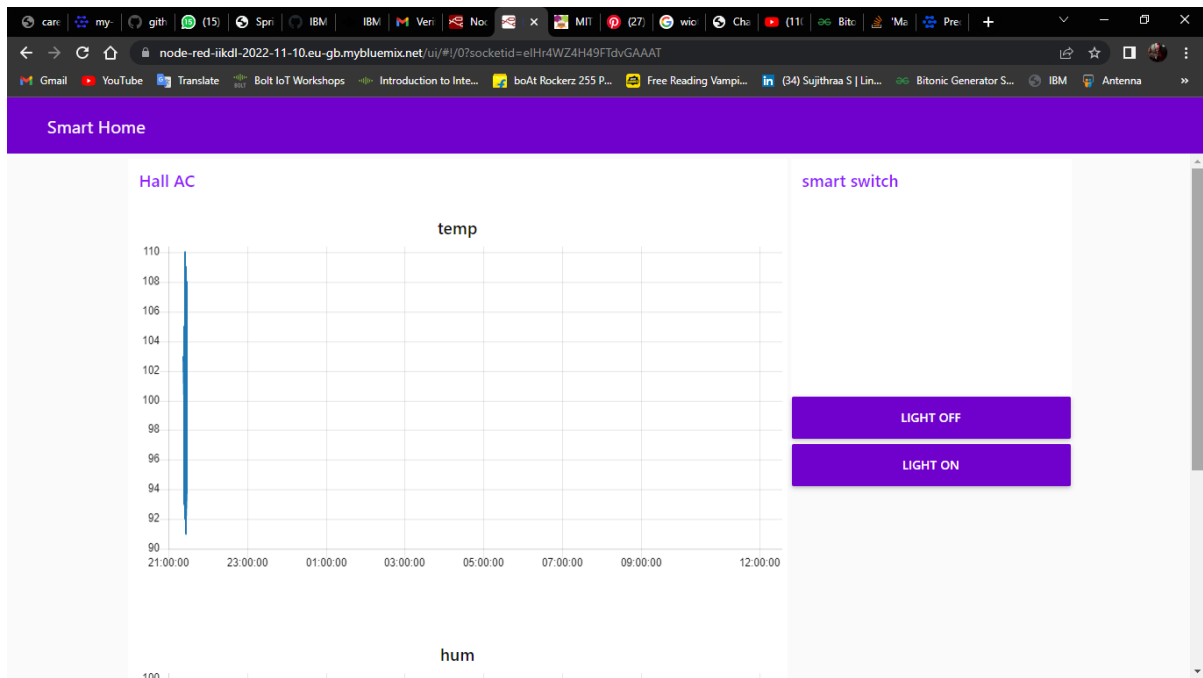 care my- gith (15) Spri IBM IBM Veri Noc MIT (27) wio Cha (11( Bito 'Ma Pre
node-red-iikdl-2022-11-10.eu-gb.mybluemix.net/ui/#!/0?socketid=elHr4WZ4H49FTdvGAAAT
Gmail YouTube Translate Bolt IoT Workshops Introduction to Inte... boAt Rockerz 255 P... Free Reading Vampi... (34) Sujithraa S | Lin... Bitonic Generator S... IBM Antenna »
Smart Home
Hall AC
smart switch
temp
110
108
106
104
102
100
98
96
94
92
90
21:00:00 23:00:00 01:00:00 03:00:00 05:00:00 07:00:00 09:00:00 12:00:00
LIGHT OFF
LIGHT ON
hum
100